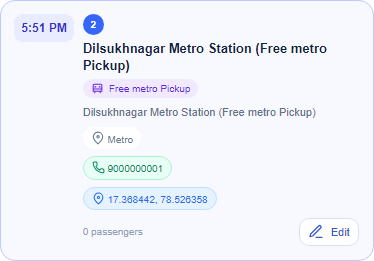 5:51 PM
2
Dilsukhnagar Metro Station (Free metro
Pickup)
Free metro Pickup
Dilsukhnagar Metro Station (Free metro Pickup)
Metro
9000000001
17.368442, 78.526358
0 passengers
Edit